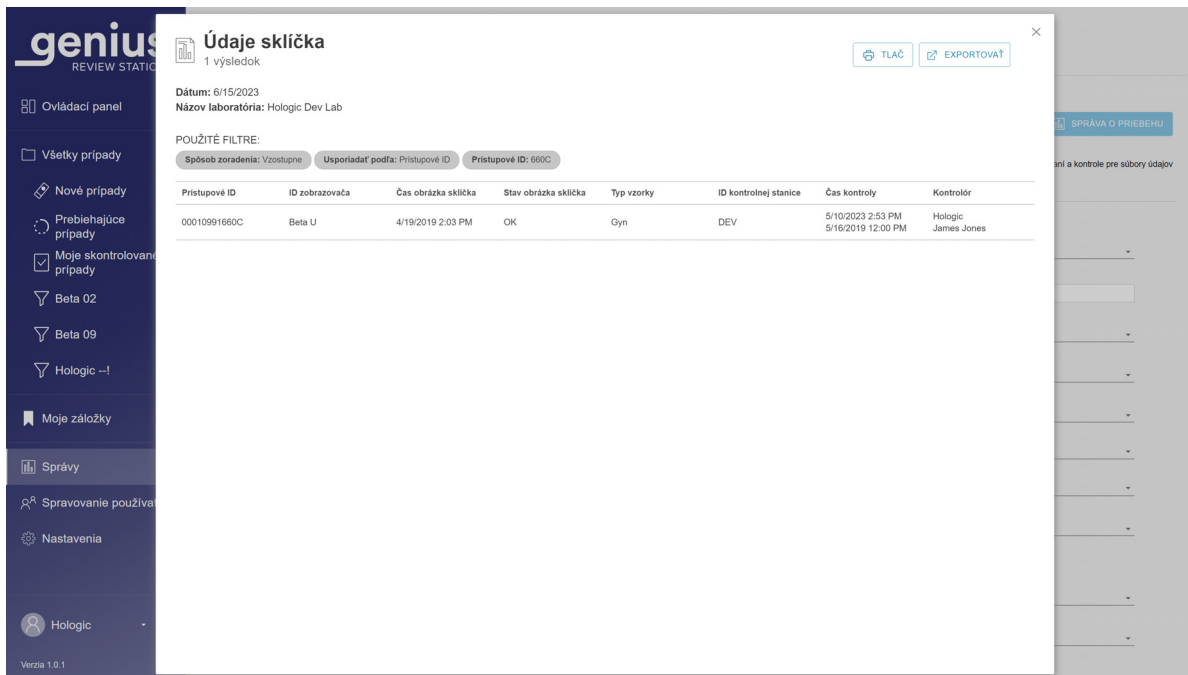 genius
REVIEW STATIO
Ovládací panel
Všetky prípady
Nové prípady
Prebiehajúce
prípady
Moje skontrolované
prípady
Beta 02
Beta 09
Hologic --!
Moje záložky
Správy
Spravovanie používat
Nastavenia
Hologic
Verzia 1.0.1
Údaje sklíčka
1 výsledok
TLAČ
EXPORTOVAŤ
Dátum: 6/15/2023
Názov laboratória: Hologic Dev Lab
POUŽITÉ FILTRE:
Spôsob zoradenia: Vzostupne Usporiadať podľa: Prístupové ID Prístupové ID: 660C
Prístupové ID ID zobrazovača Čas obrázka sklíčka Stav obrázka sklíčka Typ vzorky ID kontrolnej stanice Čas kontroly Kontrolór
00010991660C Beta U 4/19/2019 2:03 PM OK Gyn DEV 5/10/2023 2:53 PM Hologic
5/16/2019 12:00 PM James Jones
SPRÁVA O PRIEBEHU
aní a kontrole pre súbory údajov